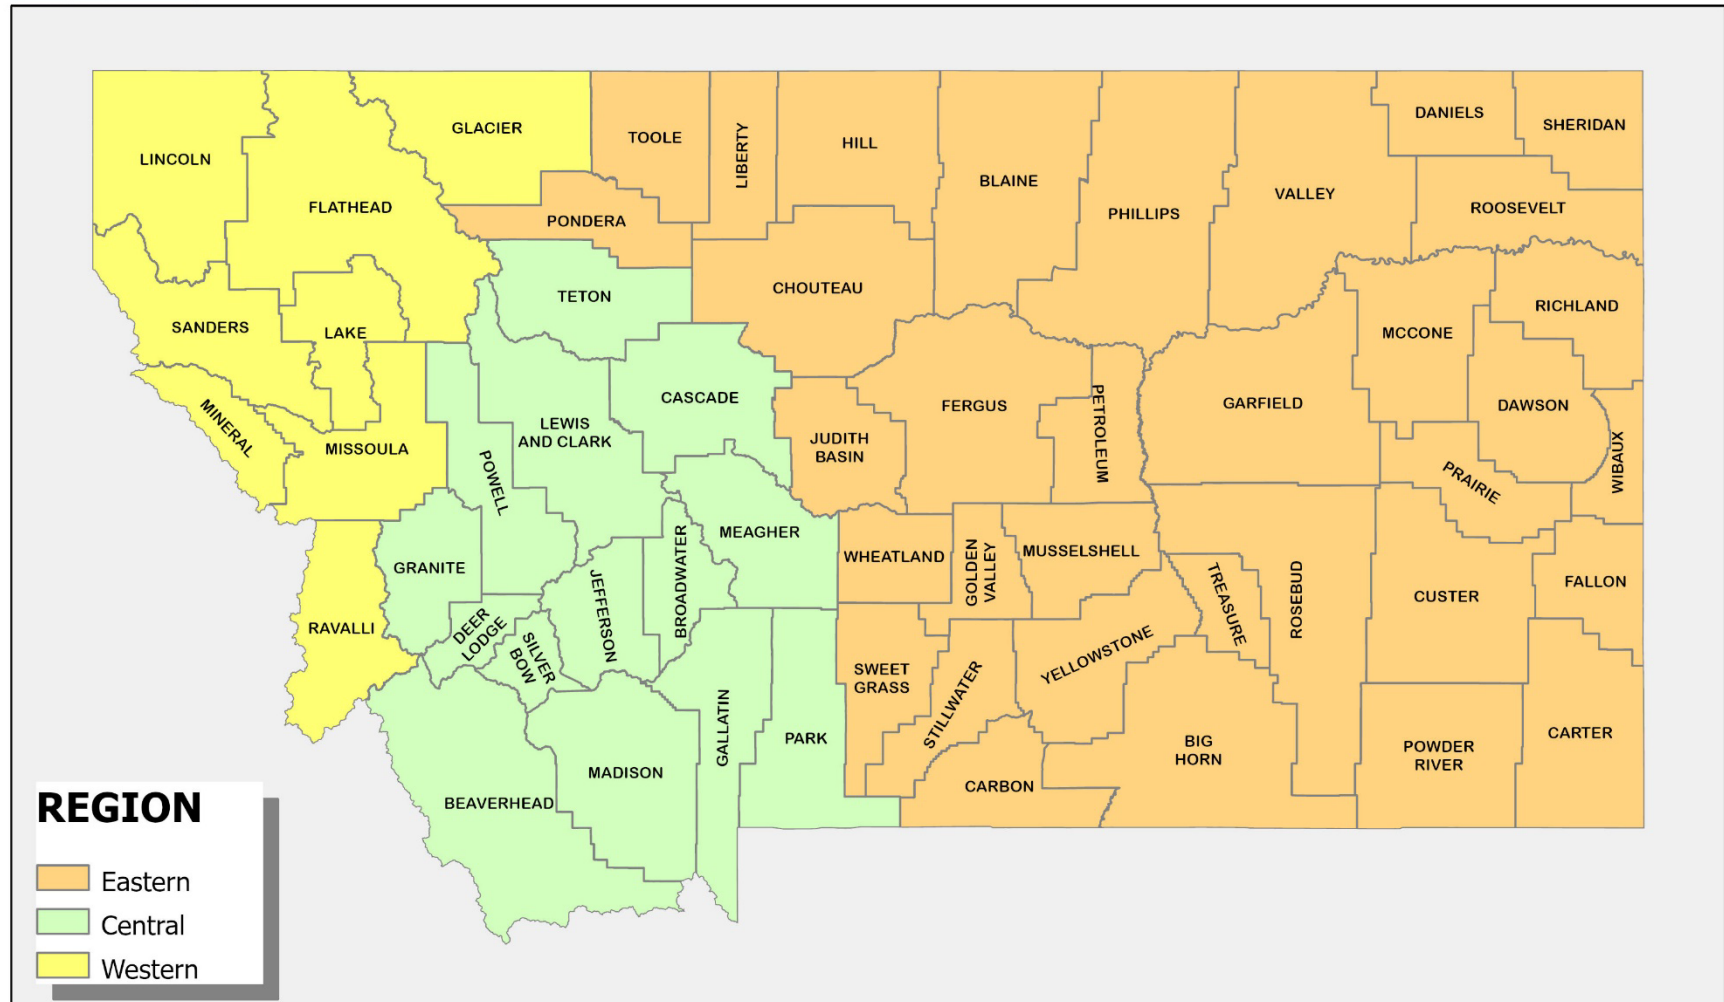 GLACIER
TOOLE
LIBERTY
HILL
BLAINE
PHILLIPS
VALLEY
DANIELS
SHERIDAN
LINCOLN
FLATHEAD
PONDERA
ROOSEVELT
TETON
CHOUTEAU
RICHLAND
SANDERS
LAKE
MCCONE
CASCADE
FERGUS
PETROLEUM
GARFIELD
DAWSON
MINERAL
MISSOULA
POWELL
LEWIS
AND CLARK
JUDITH
BASIN
PRAIRIE
WIBAUX
GRANITE
MEAGHER
WHEATLAND
GOLDEN
VALLEY
MUSSELSHELL
RAVALLI
DEER
LODGE
SILVER
BOW
JEFFERSON
BROADWATER
TREASURE
ROSEBUD
CUSTER
FALLON
SWEET
GRASS
STILLWATER
YELLOWSTONE
GALLATIN
PARK
BIG
HORN
POWDER
RIVER
CARTER
BEAVERHEAD
MADISON
CARBON
REGION
Eastern
Central
Western